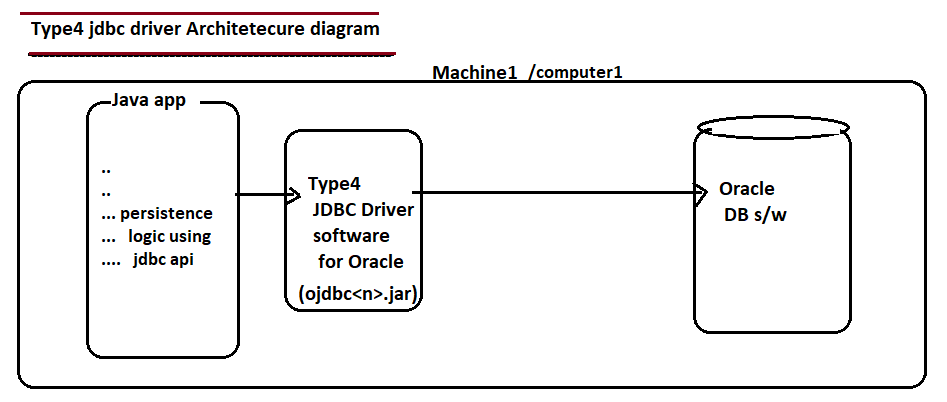 Type4 jdbc driver Architetecure diagram
Machine1 /computer1
Java app
..
..
... persistence
... logic using
.... jdbc api
Type4
JDBC Driver
software
for Oracle
(ojdbc<n>.jar)
Oracle
DB s/w